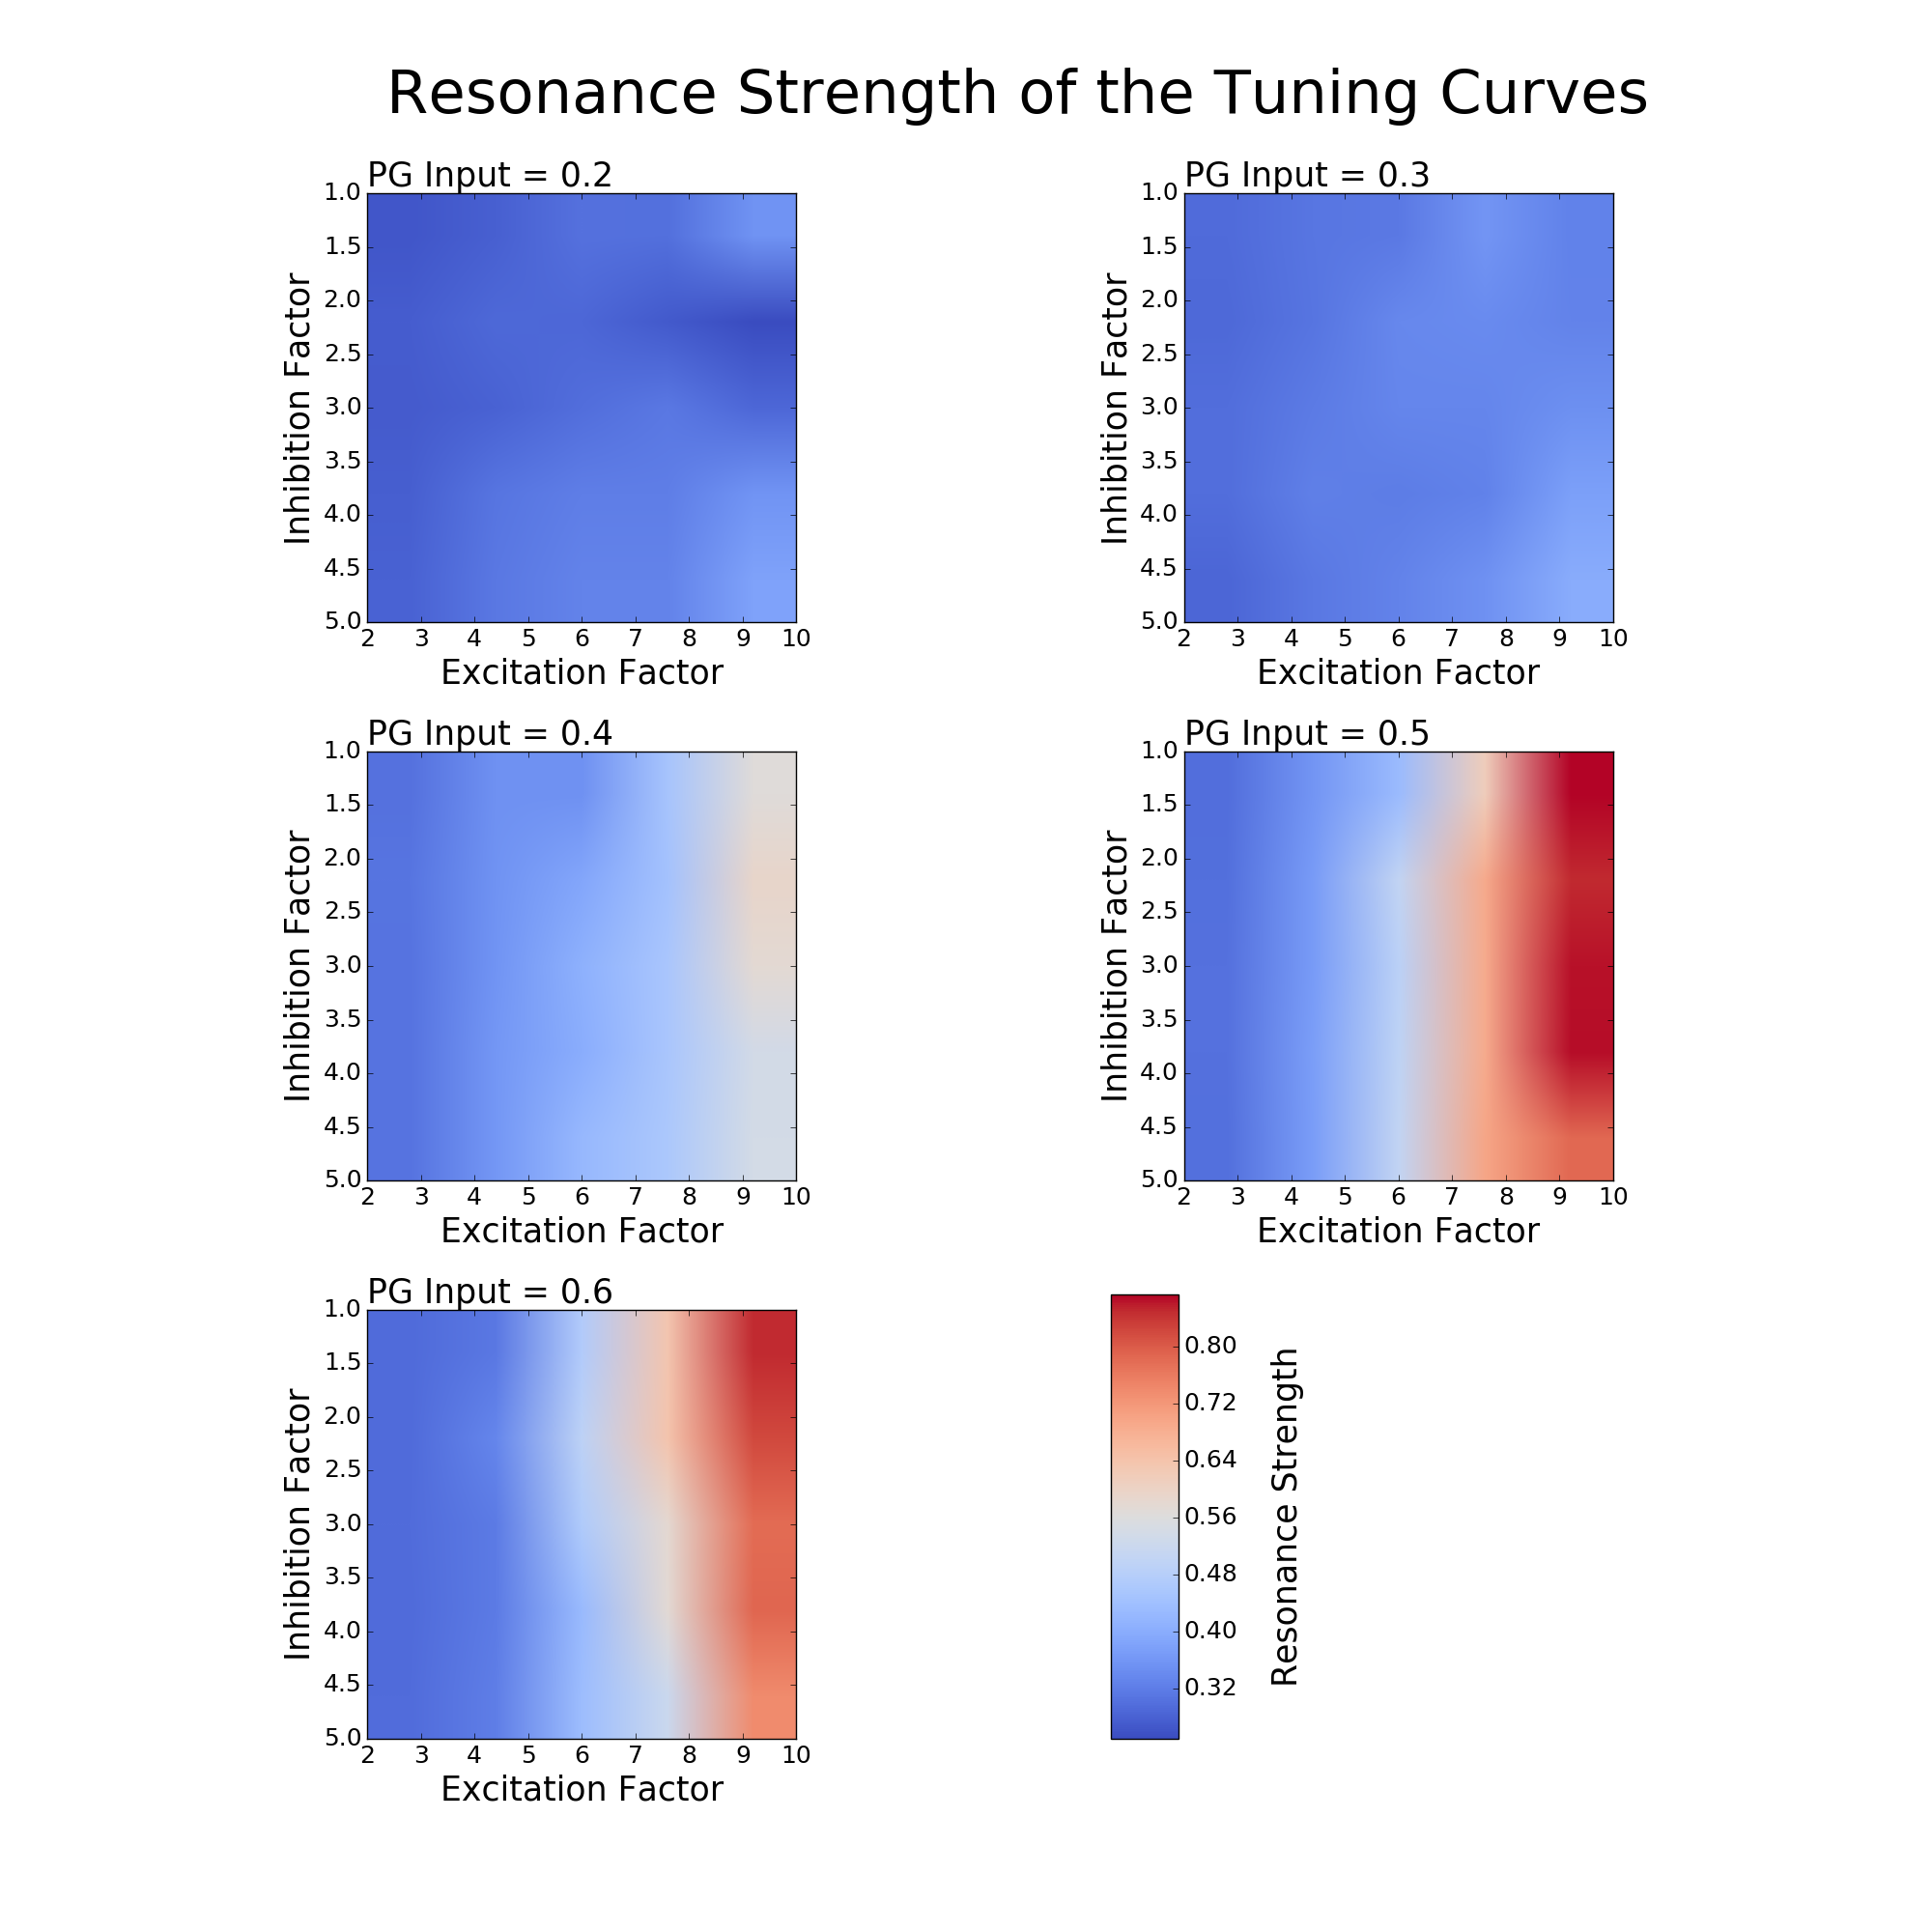 Resonance Strength of the Tuning Curves
PG Input = 0.2
1.0
1.5
2.0
2.5
3.0
3.5
4.0
4.5
5.0
Inhibition Factor
2 3 4 5 6 7 8 9 10
Excitation Factor
PG Input = 0.3
1.0
1.5
2.0
2.5
3.0
3.5
4.0
4.5
5.0
Inhibition Factor
2 3 4 5 6 7 8 9 10
Excitation Factor
PG Input = 0.4
1.0
1.5
2.0
2.5
3.0
3.5
4.0
4.5
5.0
Inhibition Factor
2 3 4 5 6 7 8 9 10
Excitation Factor
PG Input = 0.5
1.0
1.5
2.0
2.5
3.0
3.5
4.0
4.5
5.0
Inhibition Factor
2 3 4 5 6 7 8 9 10
Excitation Factor
PG Input = 0.6
1.0
1.5
2.0
2.5
3.0
3.5
4.0
4.5
5.0
Inhibition Factor
2 3 4 5 6 7 8 9 10
Excitation Factor
0.80
0.72
0.64
0.56
0.48
0.40
0.32
Resonance Strength